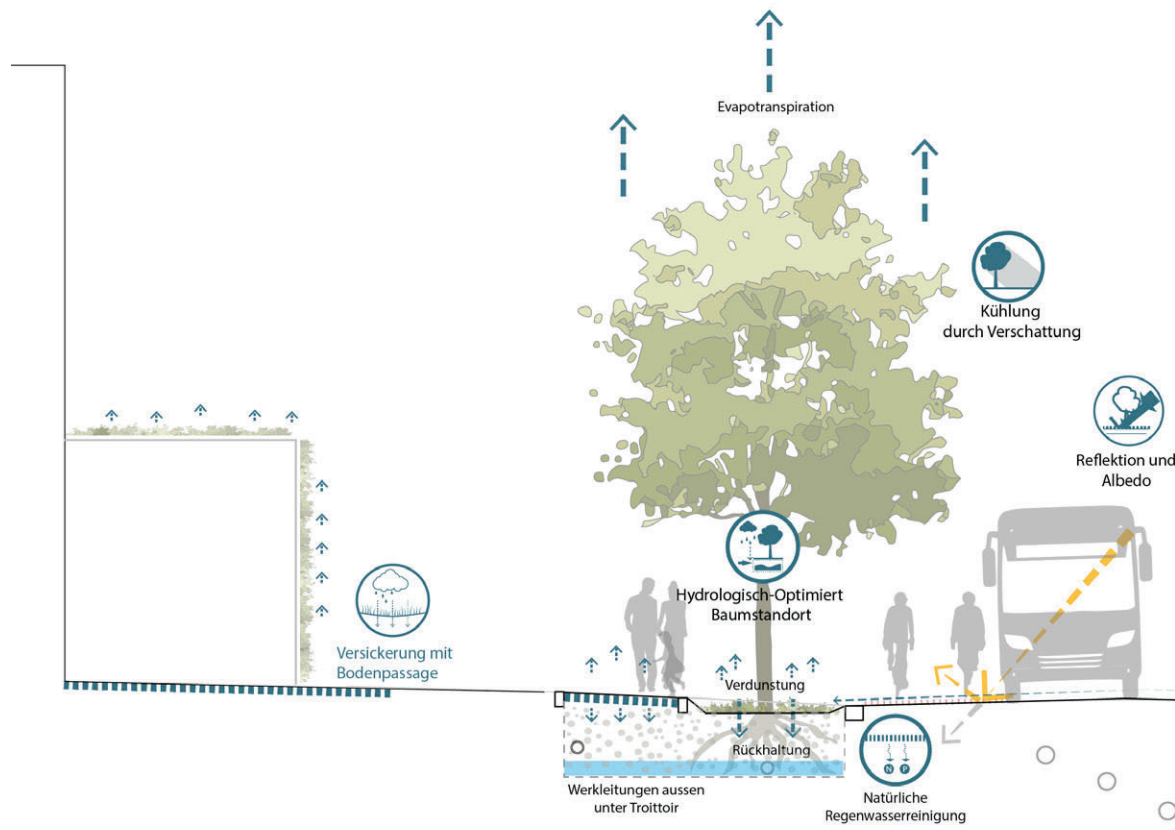 Evapotranspiration
Kühlung
durch Verschattung
Reflektion und
Albedo
Hydrologisch-Optimiert
Baumstandort
Versickerung mit
Bodenpassage
Verdunstung
Rückhaltung
Werkleitungen aussen
unter Troittoir
N P
Natürliche
Regenwasserreinigung